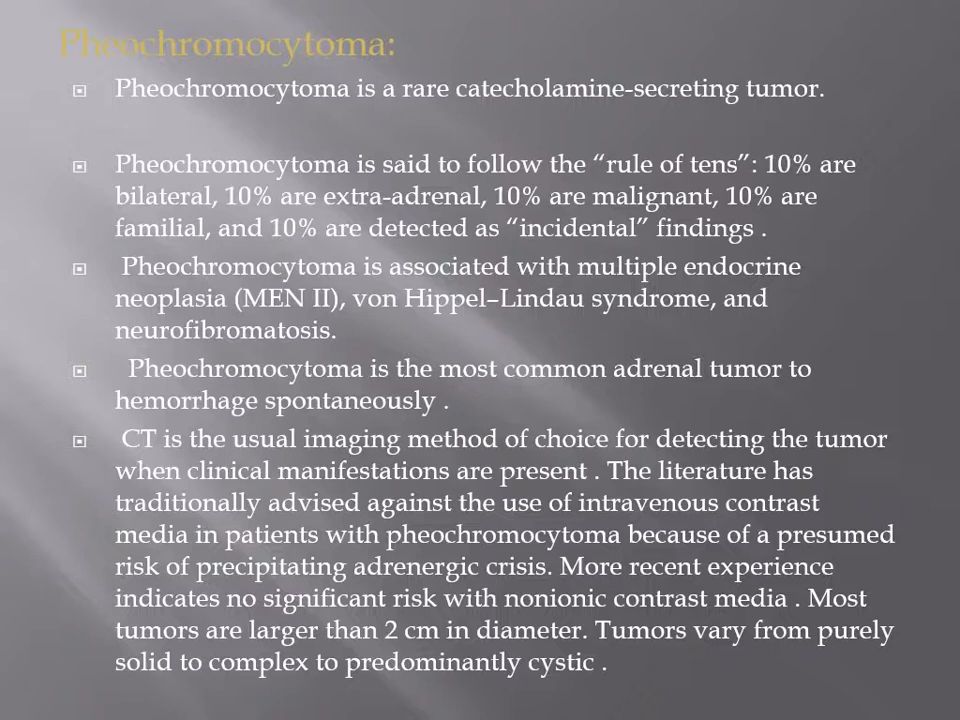 Pheochromocytoma:
Pheochromocytoma is a rare catecholamine-secreting tumor.
Pheochromocytoma is said to follow the “rule of tens”: 10% are
bilateral, 10% are extra-adrenal, 10% are malignant, 10% are
familial, and 10% are detected as “incidental” findings .
Pheochromocytoma is associated with multiple endocrine
neoplasia (MEN II), von Hippel–Lindau syndrome, and
neurofibromatosis.
Pheochromocytoma is the most common adrenal tumor to
hemorrhage spontaneously .
CT is the usual imaging method of choice for detecting the tumor
when clinical manifestations are present . The literature has
traditionally advised against the use of intravenous contrast
media in patients with pheochromocytoma because of a presumed
risk of precipitating adrenergic crisis. More recent experience
indicates no significant risk with nonionic contrast media . Most
tumors are larger than 2 cm in diameter. Tumors vary from purely
solid to complex to predominantly cystic .